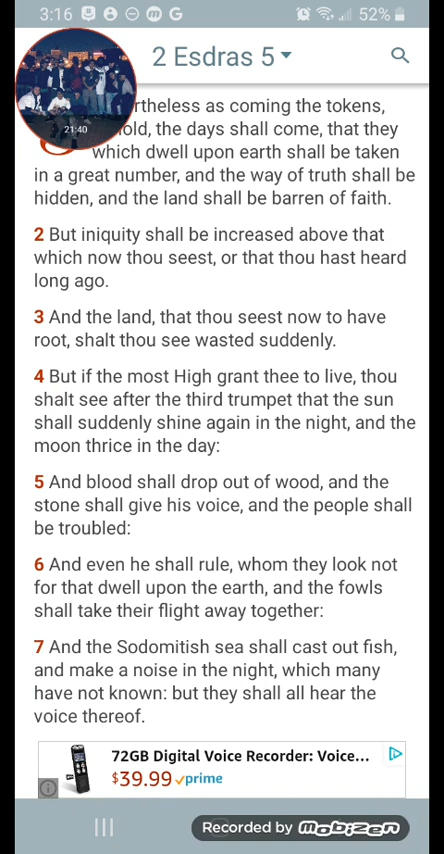 3:16 52%
2 Esdras 5
21:40
rtheless as coming the tokens,
old, the days shall come, that they
which dwell upon earth shall be taken
in a great number, and the way of truth shall be
hidden, and the land shall be barren of faith.
2 But iniquity shall be increased above that
which now thou seest, or that thou hast heard
long ago.
3 And the land, that thou seest now to have
root, shalt thou see wasted suddenly.
4 But if the most High grant thee to live, thou
shalt see after the third trumpet that the sun
shall suddenly shine again in the night, and the
moon thrice in the day:
5 And blood shall drop out of wood, and the
stone shall give his voice, and the people shall
be troubled:
6 And even he shall rule, whom they look not
for that dwell upon the earth, and the fowls
shall take their flight away together:
7 And the Sodomitish sea shall cast out fish,
and make a noise in the night, which many
have not known: but they shall all hear the
voice thereof.
72GB Digital Voice Recorder: Voice...
$39.99 prime
Recorded by mobizen